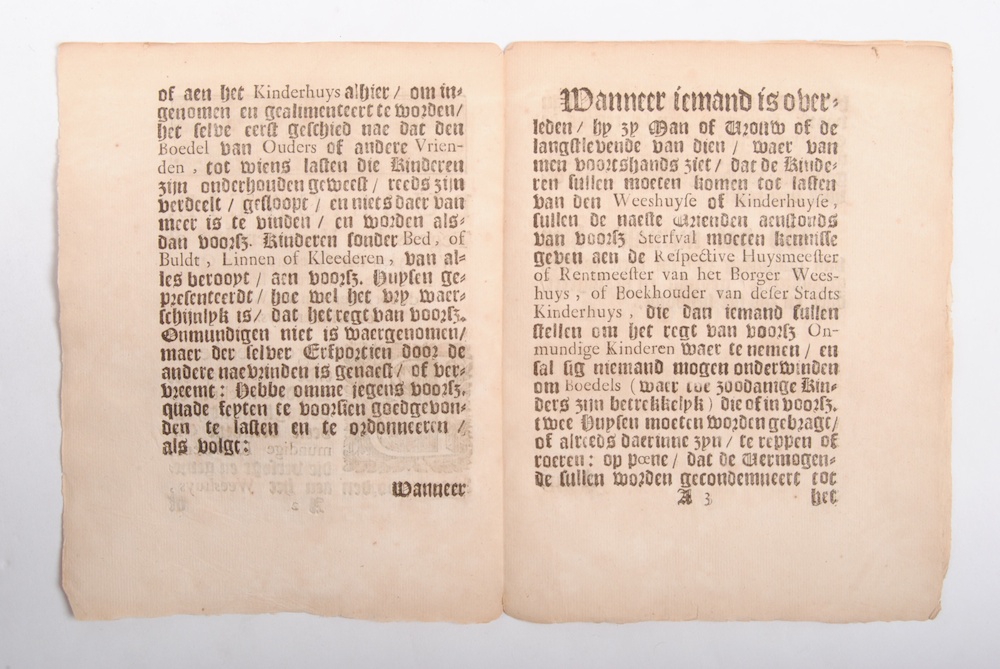 of aen het Kinderhuys alhier / om in-
genomen en gealimenteert te worden /
het selve eerst geschied nae dat den
Boedel van Ouders of andere Vrien-
den, tot wiens lasten die Kinderen
zijn onderhouden geweest / reeds zijn
verdeelt / gesloopt / en niets daer van
meer is te vinden / en worden als-
dan voorsz. Kinderen sonder Bed, of
Buldt, Linnen of Kleederen, van al-
les beroopt / aen voorsz. Huysen ge-
presenteerdt / hoe wel het vry waer-
schijnlyk is / dat het regt van voorsz.
Onmundigen niet is waergenomen /
maer der selver Erfportien door de
andere naevrinden is genaest / of ver-
vreemt: Hebbe omme jegens voorsz.
quade feyten te voorsien goedgevon-
den te lasten en te ordonneeren /
als volgt:
Wanneer
Wanneer iemand is over-
leden / hy zy Man of Vrouw of de
langstlevende van dien / waer van
men voortshands ziet / dat de Kinde-
ren sullen moeten komen tot lasten
van den Weeshuyse of Kinderhuyse,
sullen de naeste Vrienden aenstonds
van voorsz Sterfval moeten kennisse
geven aen de Respective Huysmeester
of Rentmeester van het Borger Wees-
huys, of Boekhouder van deser Stadts
Kinderhuys, die dan iemand sullen
stellen om het regt van voorsz On-
mundige Kinderen waer te nemen / en
sal sig niemand mogen onderwinden
om Boedels (waer toe zoodanige Kin-
ders zijn betrekkelyk) die of in voorsz.
twee Huysen moeten worden gebragt /
of alreeds daerinne zyn / te reppen of
roeren: op pœne / dat de Vermogen-
de sullen worden gecondemneert tot
A 3 het